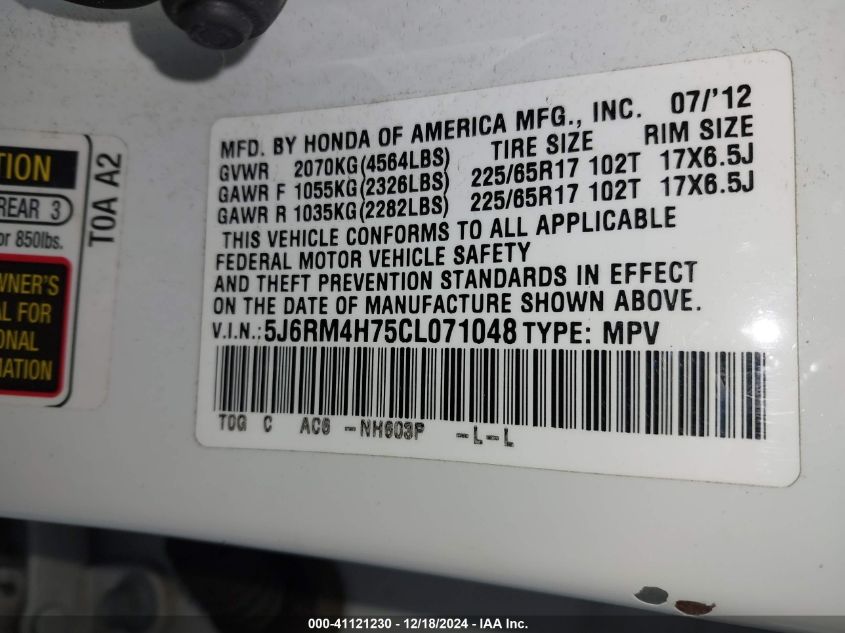 TION
REAR 3
or 850lbs.
WNER'S
AL FOR
ONAL
MATION
TOA A2
MFD. BY HONDA OF AMERICA MFG., INC. 07/'12
GVWR 2070KG(4564LBS) TIRE SIZE RIM SIZE
GAWR F 1055KG(2326LBS) 225/65R17 102T 17X6.5J
GAWR R 1035KG(2282LBS) 225/65R17 102T 17X6.5J
THIS VEHICLE CONFORMS TO ALL APPLICABLE
FEDERAL MOTOR VEHICLE SAFETY
AND THEFT PREVENTION STANDARDS IN EFFECT
ON THE DATE OF MANUFACTURE SHOWN ABOVE.
V.I.N.:5J6RM4H75CL071048 TYPE: MPV
T0G C AC6 -NH603P -L-L
000-41121230 - 12/18/2024 - IAA Inc.